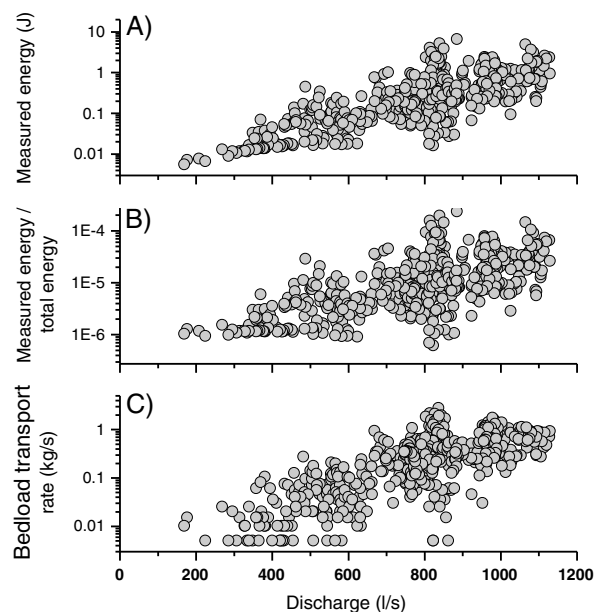 A)
Measured energy (J)
10
1
0.1
0.01
B)
Measured energy /
total energy
1E-4
1E-5
1E-6
C)
Bedload transport
rate (kg/s)
1
0.1
0.01
0 200 400 600 800 1000 1200
Discharge (l/s)